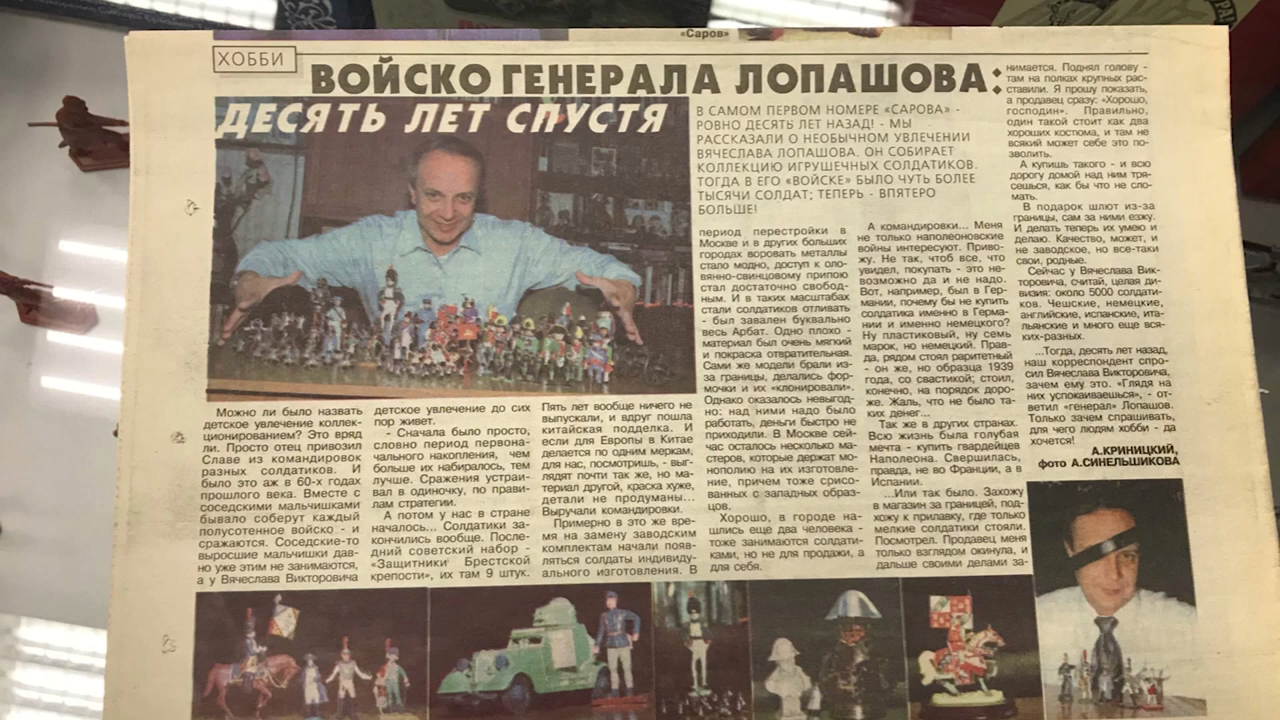 «Саров»
ХОББИ
ВОЙСКО ГЕНЕРАЛА ЛОПАШОВА:
ДЕСЯТЬ ЛЕТ СПУСТЯ
В САМОМ ПЕРВОМ НОМЕРЕ «САРОВА» -
РОВНО ДЕСЯТЬ ЛЕТ НАЗАД! - МЫ
РАССКАЗАЛИ О НЕОБЫЧНОМ УВЛЕЧЕНИИ
ВЯЧЕСЛАВА ЛОПАШОВА. ОН СОБИРАЕТ
КОЛЛЕКЦИЮ ИГРУШЕЧНЫХ СОЛДАТИКОВ.
ТОГДА В ЕГО «ВОЙСКЕ» БЫЛО ЧУТЬ БОЛЕЕ
ТЫСЯЧИ СОЛДАТ; ТЕПЕРЬ - ВПЯТЕРО
БОЛЬШЕ!
Можно ли было назвать
детское увлечение коллек-
ционированием? Это вряд
ли. Просто отец привозил
Славе из командировок
разных солдатиков. И
было это аж в 60-х годах
прошлого века. Вместе с
соседскими мальчишками
бывало соберут каждый
полусотенное войско - и
сражаются. Соседские-то
выросшие мальчишки дав-
но уже этим не занимаются,
а у Вячеслава Викторовича
детское увлечение до сих
пор живет.
- Сначала было просто,
словно период первона-
чального накопления, чем
больше их набиралось, тем
лучше. Сражения устраи-
вал в одиночку, по прави-
лам стратегии.
А потом у нас в стране
началось... Солдатики за-
кончились вообще. После-
дний советский набор -
«Защитники Брестской
крепости», их там 9 штук.
Пять лет вообще ничего не
выпускали, и вдруг пошла
китайская подделка. И
если для Европы в Китае
делается по одним меркам,
для нас, посмотришь, - выг-
лядят почти так же, но ма-
териал другой, краска хуже,
детали не продуманы...
Выручали командировки.
Примерно в это же вре-
мя на замену заводским
комплектам начали появ-
ляться солдаты индивиду-
ального изготовления. В
период перестройки в
Москве и в других больших
городах воровать металлы
стало модно, доступ к оло-
вянно-свинцовому припою
стал достаточно свобод-
ным. И в таких масштабах
стали солдатиков отливать
- был завален буквально
весь Арбат. Одно плохо -
материал был очень мягкий
и покраска отвратительная.
Сами же модели брали из-
за границы, делались фор-
мочки и их «клонировали».
Однако оказалось невыгод-
но: над ними надо было
работать, деньги быстро не
приходили. В Москве сей-
час осталось несколько ма-
стеров, которые держат мо-
нополию на их изготовле-
ние, причем тоже срисо-
ванных с западных образ-
цов.
Хорошо, в городе на-
шлись еще два человека -
тоже занимаются солдати-
ками, но не для продажи, а
для себя.
А командировки... Меня
не только наполеоновские
войны интересуют. Приво-
жу. Не так, чтоб все, что
увидел, покупать - это не-
возможно да и не надо.
Вот, например, был в Гер-
мании, почему бы не купить
солдатика именно в Герма-
нии и именно немецкого?
Ну пластиковый, ну семь
марок, но немецкий. Прав-
да, рядом стоял раритетный
- он же, но образца 1939
года, со свастикой; стоил,
конечно, на порядок доро-
же. Жаль, что не было та-
ких денег...
Так же в других странах.
Всю жизнь была голубая
мечта - купить гвардейцев
Наполеона. Свершилась,
правда, не во Франции, а в
Испании.
...Или так было. Захожу
в магазин за границей, под-
хожу к прилавку, где только
мелкие солдатики стояли.
Посмотрел. Продавец меня
только взглядом окинула, и
дальше своими делами за-
нимается. Поднял голову -
там на полках крупных рас-
ставили. Я прошу показать,
а продавец сразу: «Хорошо,
господин». Правильно,
один такой стоит как два
хороших костюма, и там не
всякий может себе это по-
зволить.
А купишь такого - и всю
дорогу домой над ним тря-
сешься, как бы что не сло-
мать.
В подарок шлют из-за
границы, сам за ними езжу.
И делать теперь их умею и
делаю. Качество, может, и
не заводское, но все-таки
свои, родные.
Сейчас у Вячеслава Вик-
торовича, считай, целая ди-
визия: около 5000 солдати-
ков. Чешские, немецкие,
английские, испанские, ита-
льянские и много еще вся-
ких-разных.
...Тогда, десять лет назад,
наш корреспондент спро-
сил Вячеслава Викторовича,
зачем ему это. «Глядя на
них успокаиваешься», - от-
ветил «генерал» Лопашов.
Только зачем спрашивать,
для чего людям хобби - да
хочется!
А.КРИНИЦКИЙ,
фото А.СИНЕЛЬШИКОВА